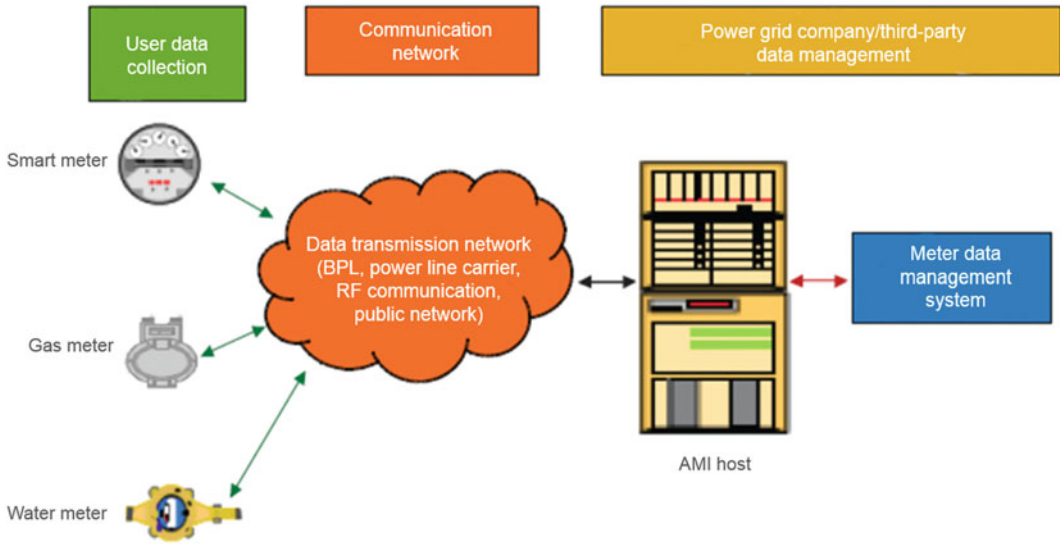 User data
collection
Communication
network
Power grid company/third-party
data management
Smart meter
Data transmission network
(BPL, power line carrier,
RF communication,
public network)
Meter data
management
system
Gas meter
AMI host
Water meter